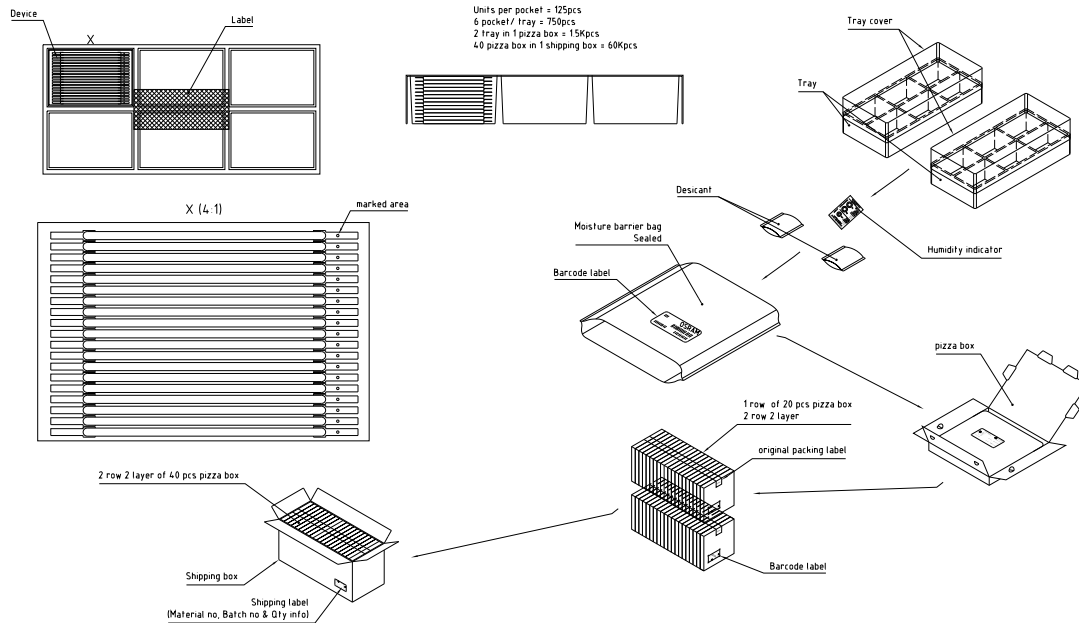 Units per pocket = 125pcs
6 pocket/ tray = 750pcs
2 tray in 1 pizza box = 1.5Kpcs
40 pizza box in 1 shipping box = 60Kpcs
Device
Label
X
Tray cover
Tray
X (4:1)
marked area
Desicant
Moisture barrier bag
Sealed
Humidity indicator
Barcode label
OSRAM
pizza box
1 row of 20 pcs pizza box
2 row 2 layer
original packing label
2 row 2 layer of 40 pcs pizza box
Barcode label
Shipping box
Shipping label
(Material no, Batch no & Qty info)